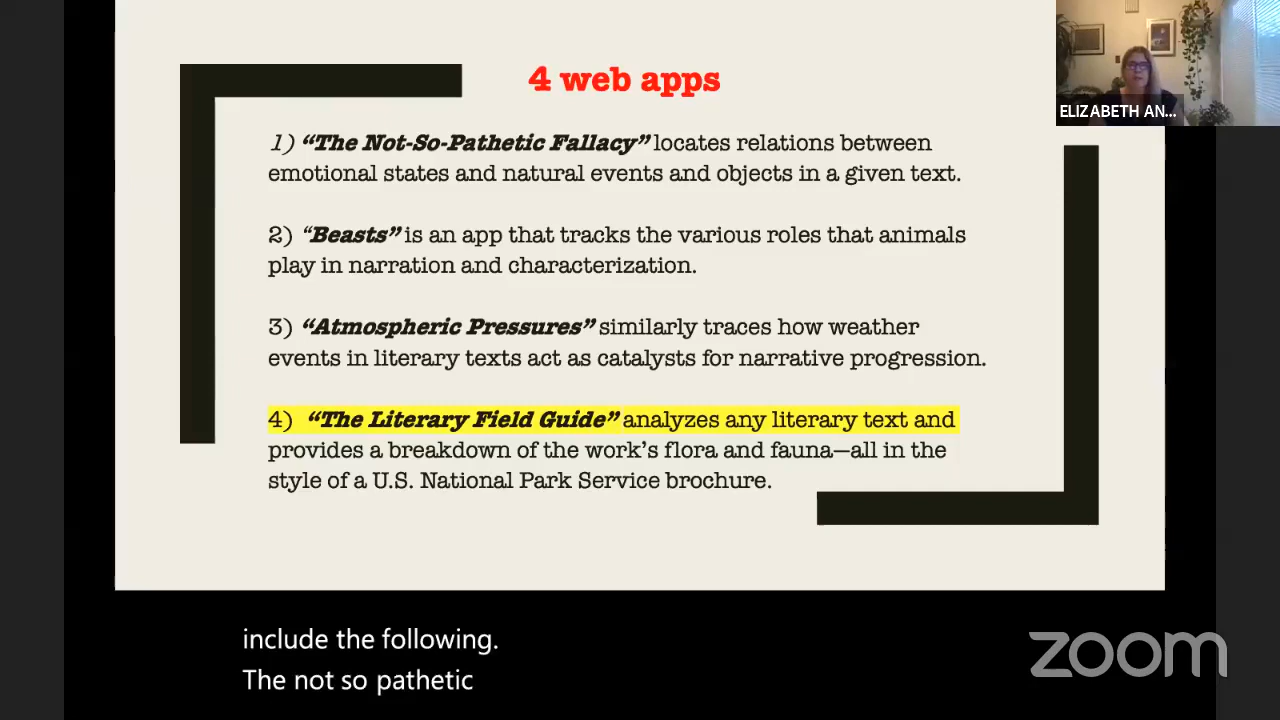 4 web apps
ELIZABETH AN...
1) “The Not-So-Pathetic Fallacy” locates relations between
emotional states and natural events and objects in a given text.
2) “Beasts” is an app that tracks the various roles that animals
play in narration and characterization.
3) “Atmospheric Pressures” similarly traces how weather
events in literary texts act as catalysts for narrative progression.
4) “The Literary Field Guide” analyzes any literary text and
provides a breakdown of the work’s flora and fauna—all in the
style of a U.S. National Park Service brochure.
include the following.
The not so pathetic
zoom